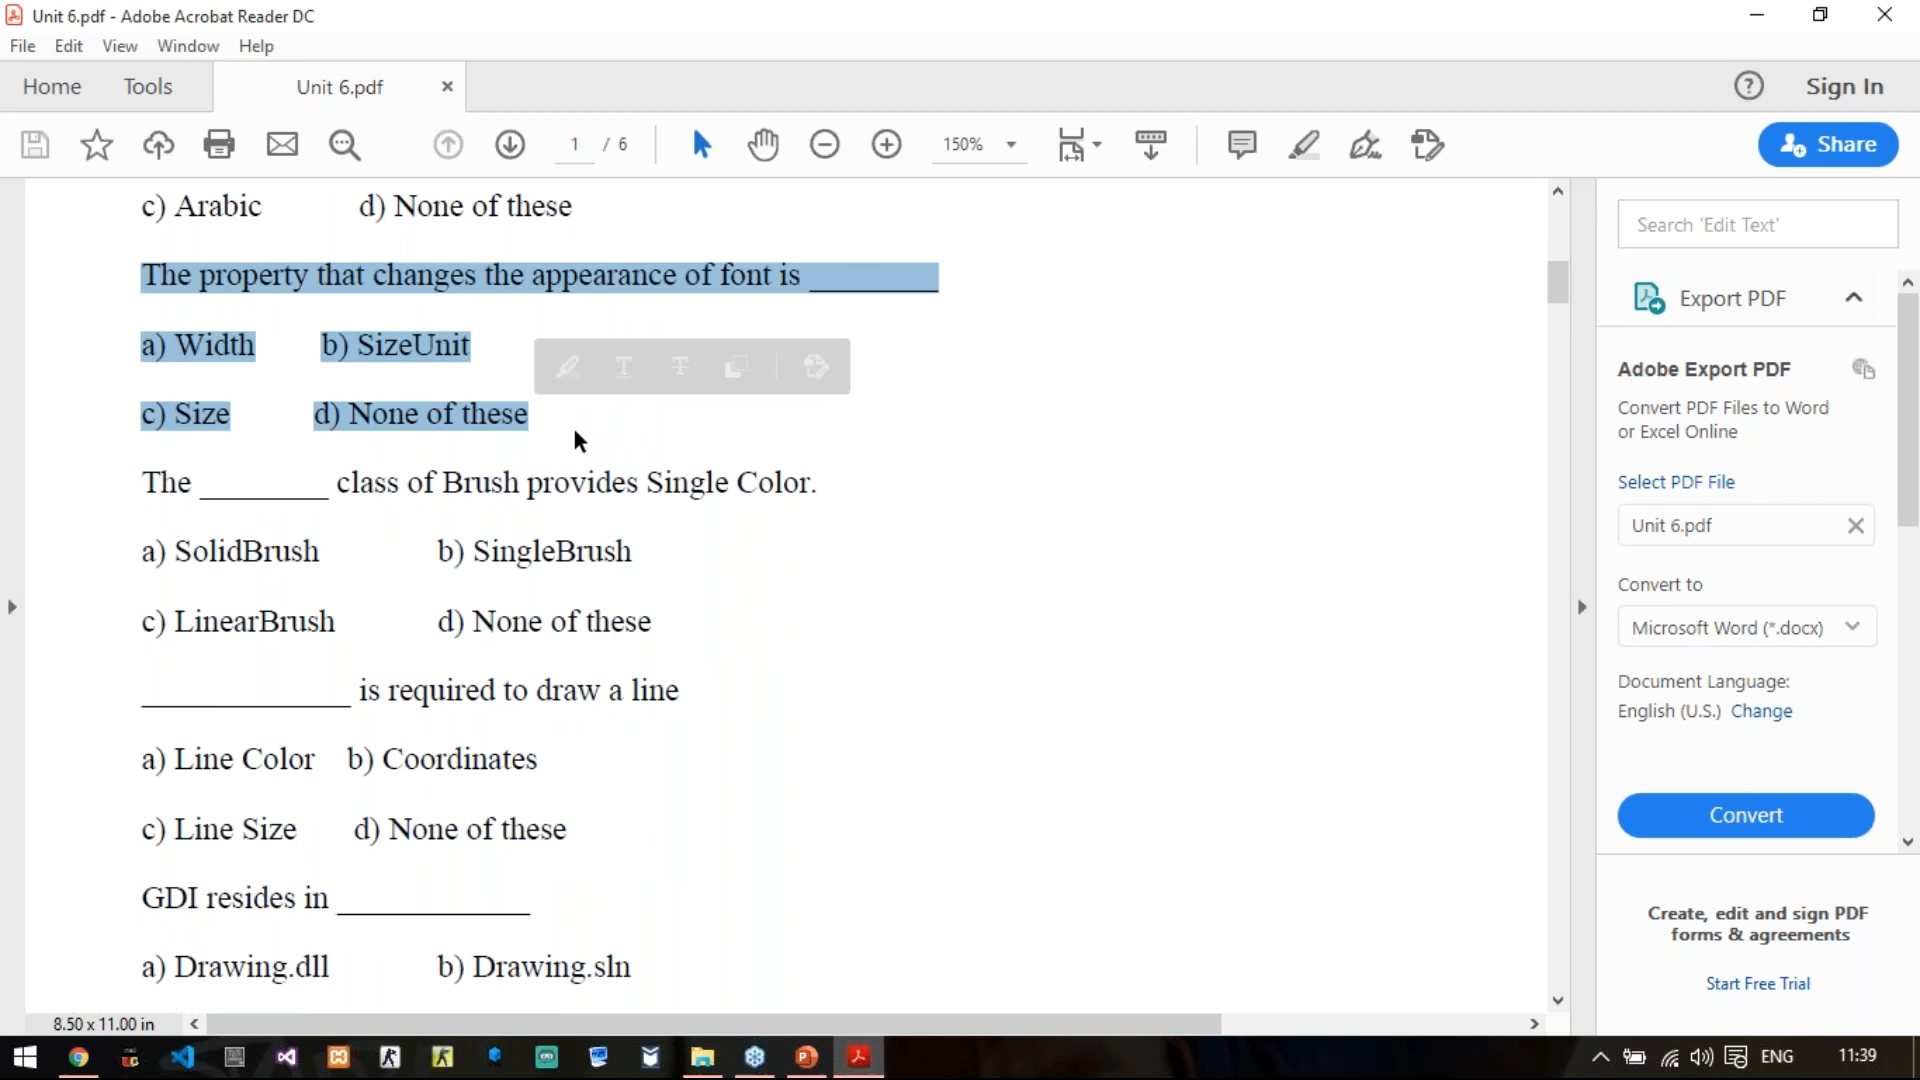 Unit 6.pdf - Adobe Acrobat Reader DC
File Edit View Window Help
Home Tools Unit 6.pdf × ? Sign In
1 / 6 150% Share
c) Arabic d) None of these
The property that changes the appearance of font is ________
a) Width b) SizeUnit
c) Size d) None of these
The ________ class of Brush provides Single Color.
a) SolidBrush b) SingleBrush
c) LinearBrush d) None of these
_____________ is required to draw a line
a) Line Color b) Coordinates
c) Line Size d) None of these
GDI resides in ____________
a) Drawing.dll b) Drawing.sln
8.50 x 11.00 in
Search 'Edit Text'
Export PDF
Adobe Export PDF
Convert PDF Files to Word
or Excel Online
Select PDF File
Unit 6.pdf
Convert to
Microsoft Word (*.docx)
Document Language:
English (U.S.) Change
Convert
Create, edit and sign PDF
forms & agreements
Start Free Trial
ENG 11:39